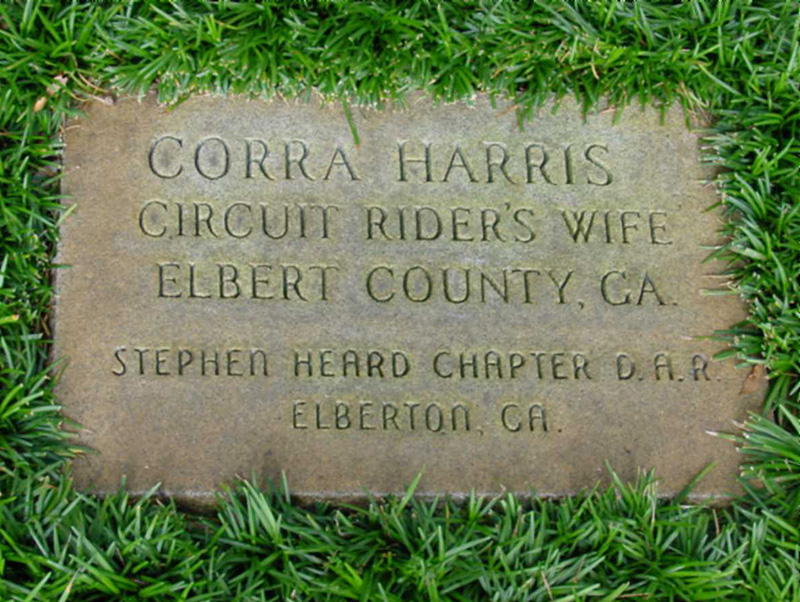 CORRA HARRIS
CIRCUIT RIDER'S WIFE
ELBERT COUNTY, GA.
STEPHEN HEARD CHAPTER D.A.R.
ELBERTON, GA.